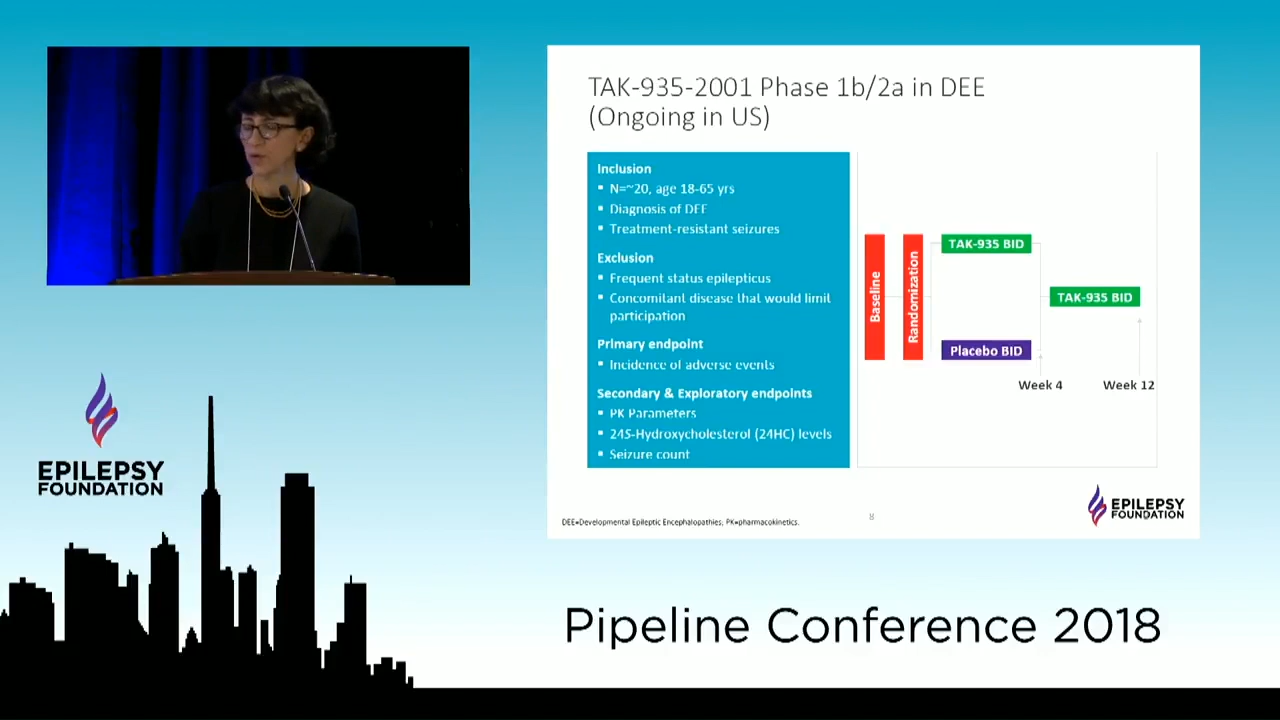 TAK-935-2001 Phase 1b/2a in DEE
(Ongoing in US)
Inclusion
▪ N=~20, age 18-65 yrs
▪ Diagnosis of DEE
▪ Treatment-resistant seizures
Exclusion
▪ Frequent status epilepticus
▪ Concomitant disease that would limit
participation
Primary endpoint
▪ Incidence of adverse events
Secondary & Exploratory endpoints
▪ PK Parameters
▪ 24S-Hydroxycholesterol (24HC) levels
▪ Seizure count
Baseline
Randomization
TAK-935 BID
Placebo BID
TAK-935 BID
Week 4
Week 12
DEE=Developmental Epileptic Encephalopathies; PK=pharmacokinetics.
8
EPILEPSY
FOUNDATION
EPILEPSY
FOUNDATION
Pipeline Conference 2018